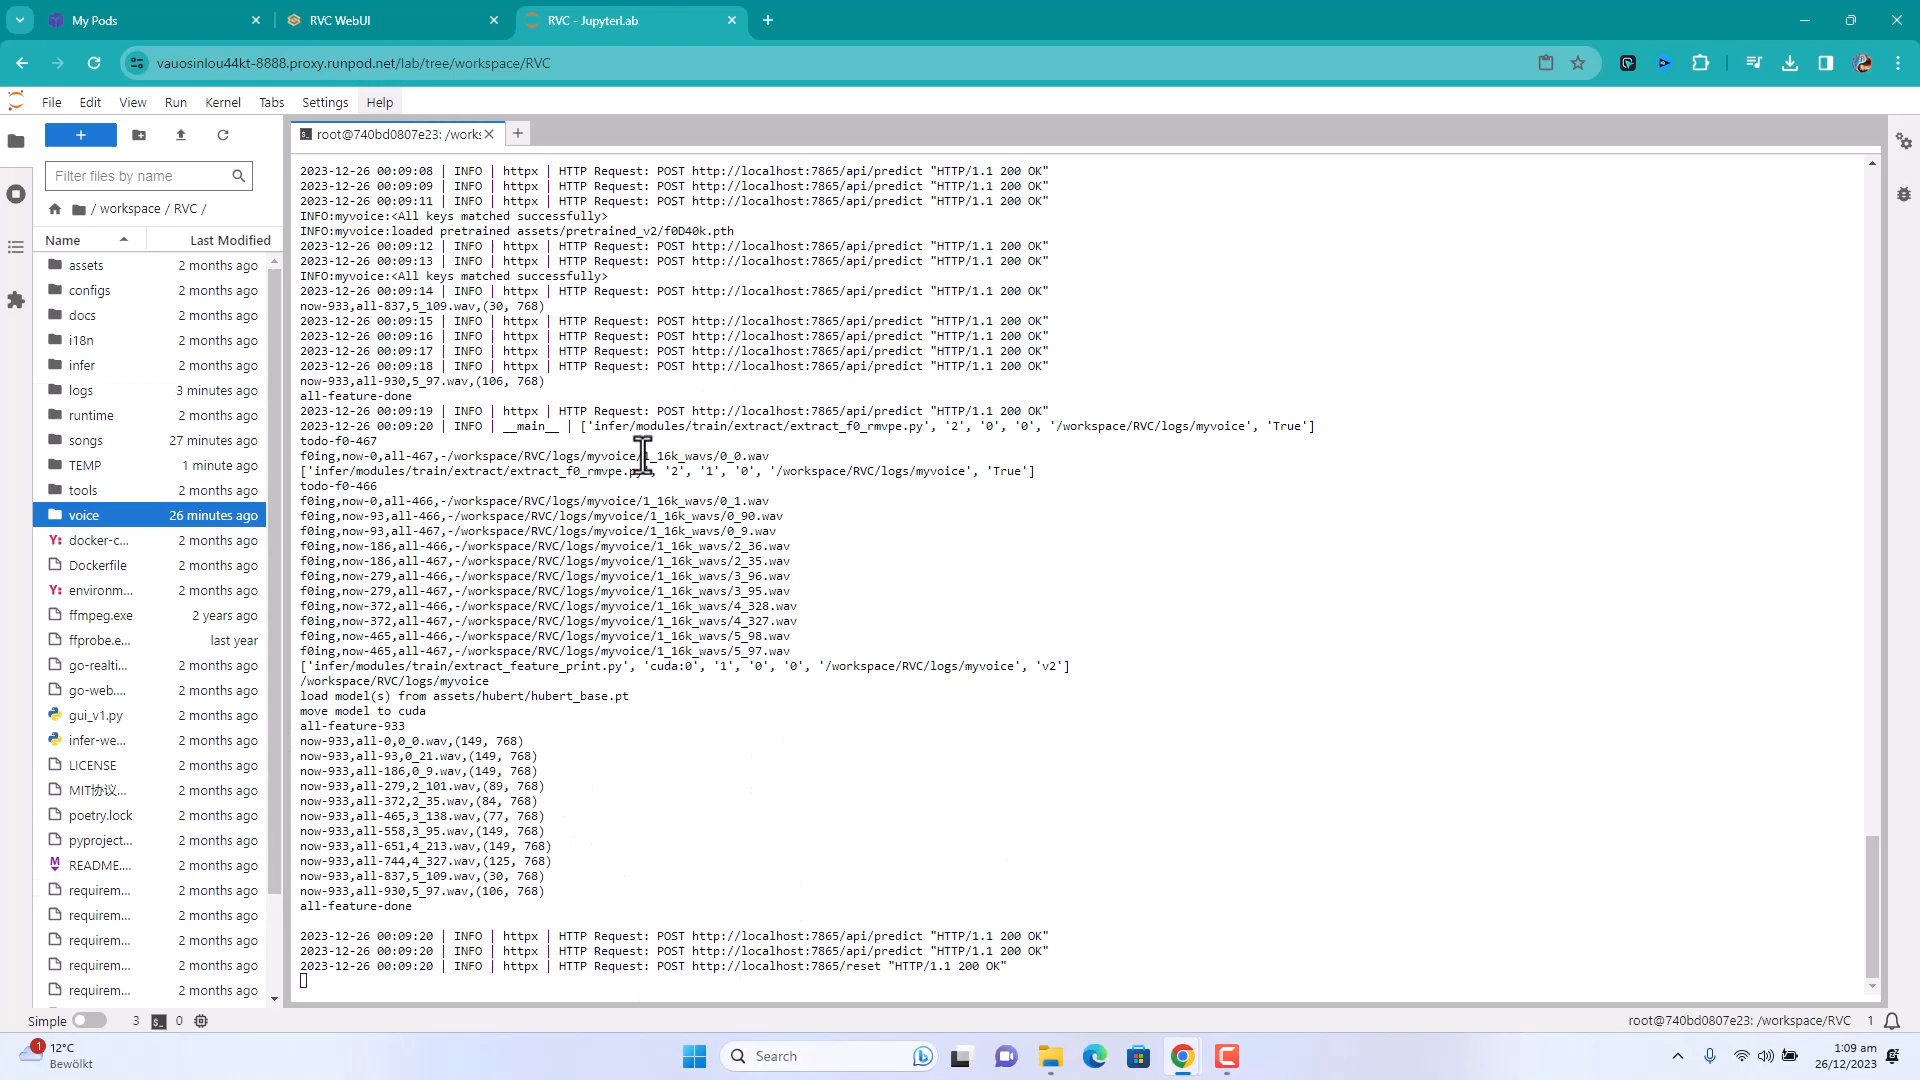 My Pods
RVC WebUI
RVC - JupyterLab
vauosinlou44kt-8888.proxy.runpod.net/lab/tree/workspace/RVC
File Edit View Run Kernel Tabs Settings Help
Filter files by name
/ workspace / RVC /
Name Last Modified
assets 2 months ago
configs 2 months ago
docs 2 months ago
i18n 2 months ago
infer 2 months ago
logs 3 minutes ago
runtime 2 months ago
songs 27 minutes ago
TEMP 1 minute ago
tools 2 months ago
voice 26 minutes ago
Y: docker-c... 2 months ago
Dockerfile 2 months ago
Y: environm... 2 months ago
ffmpeg.exe 2 years ago
ffprobe.e... last year
go-realti... 2 months ago
go-web.... 2 months ago
gui_v1.py 2 months ago
infer-we... 2 months ago
LICENSE 2 months ago
MIT协议... 2 months ago
poetry.lock 2 months ago
pyproject... 2 months ago
README.... 2 months ago
requirem... 2 months ago
requirem... 2 months ago
requirem... 2 months ago
requirem... 2 months ago
requirem... 2 months ago
root@740bd0807e23: /works
2023-12-26 00:09:08 | INFO | httpx | HTTP Request: POST http://localhost:7865/api/predict "HTTP/1.1 200 OK"
2023-12-26 00:09:09 | INFO | httpx | HTTP Request: POST http://localhost:7865/api/predict "HTTP/1.1 200 OK"
2023-12-26 00:09:11 | INFO | httpx | HTTP Request: POST http://localhost:7865/api/predict "HTTP/1.1 200 OK"
INFO:myvoice:<All keys matched successfully>
INFO:myvoice:loaded pretrained assets/pretrained_v2/f0D40k.pth
2023-12-26 00:09:12 | INFO | httpx | HTTP Request: POST http://localhost:7865/api/predict "HTTP/1.1 200 OK"
2023-12-26 00:09:13 | INFO | httpx | HTTP Request: POST http://localhost:7865/api/predict "HTTP/1.1 200 OK"
INFO:myvoice:<All keys matched successfully>
2023-12-26 00:09:14 | INFO | httpx | HTTP Request: POST http://localhost:7865/api/predict "HTTP/1.1 200 OK"
now-933,all-837,5_109.wav,(30, 768)
2023-12-26 00:09:15 | INFO | httpx | HTTP Request: POST http://localhost:7865/api/predict "HTTP/1.1 200 OK"
2023-12-26 00:09:16 | INFO | httpx | HTTP Request: POST http://localhost:7865/api/predict "HTTP/1.1 200 OK"
2023-12-26 00:09:17 | INFO | httpx | HTTP Request: POST http://localhost:7865/api/predict "HTTP/1.1 200 OK"
2023-12-26 00:09:18 | INFO | httpx | HTTP Request: POST http://localhost:7865/api/predict "HTTP/1.1 200 OK"
now-933,all-930,5_97.wav,(106, 768)
all-feature-done
2023-12-26 00:09:19 | INFO | httpx | HTTP Request: POST http://localhost:7865/api/predict "HTTP/1.1 200 OK"
2023-12-26 00:09:20 | INFO | __main__ | ['infer/modules/train/extract/extract_f0_rmvpe.py', '2', '0', '0', '/workspace/RVC/logs/myvoice', 'True']
todo-f0-467
f0ing,now-0,all-467,-/workspace/RVC/logs/myvoice/1_16k_wavs/0_0.wav
['infer/modules/train/extract/extract_f0_rmvpe.py', '2', '1', '0', '/workspace/RVC/logs/myvoice', 'True']
todo-f0-466
f0ing,now-0,all-466,-/workspace/RVC/logs/myvoice/1_16k_wavs/0_1.wav
f0ing,now-93,all-466,-/workspace/RVC/logs/myvoice/1_16k_wavs/0_90.wav
f0ing,now-93,all-467,-/workspace/RVC/logs/myvoice/1_16k_wavs/0_9.wav
f0ing,now-186,all-466,-/workspace/RVC/logs/myvoice/1_16k_wavs/2_36.wav
f0ing,now-186,all-467,-/workspace/RVC/logs/myvoice/1_16k_wavs/2_35.wav
f0ing,now-279,all-466,-/workspace/RVC/logs/myvoice/1_16k_wavs/3_96.wav
f0ing,now-279,all-467,-/workspace/RVC/logs/myvoice/1_16k_wavs/3_95.wav
f0ing,now-372,all-466,-/workspace/RVC/logs/myvoice/1_16k_wavs/4_328.wav
f0ing,now-372,all-467,-/workspace/RVC/logs/myvoice/1_16k_wavs/4_327.wav
f0ing,now-465,all-466,-/workspace/RVC/logs/myvoice/1_16k_wavs/5_98.wav
f0ing,now-465,all-467,-/workspace/RVC/logs/myvoice/1_16k_wavs/5_97.wav
['infer/modules/train/extract_feature_print.py', 'cuda:0', '1', '0', '0', '/workspace/RVC/logs/myvoice', 'v2']
/workspace/RVC/logs/myvoice
load model(s) from assets/hubert/hubert_base.pt
move model to cuda
all-feature-933
now-933,all-0,0_0.wav,(149, 768)
now-933,all-93,0_21.wav,(149, 768)
now-933,all-186,0_9.wav,(149, 768)
now-933,all-279,2_101.wav,(89, 768)
now-933,all-372,2_35.wav,(84, 768)
now-933,all-465,3_138.wav,(77, 768)
now-933,all-558,3_95.wav,(149, 768)
now-933,all-651,4_213.wav,(149, 768)
now-933,all-744,4_327.wav,(125, 768)
now-933,all-837,5_109.wav,(30, 768)
now-933,all-930,5_97.wav,(106, 768)
all-feature-done
2023-12-26 00:09:20 | INFO | httpx | HTTP Request: POST http://localhost:7865/api/predict "HTTP/1.1 200 OK"
2023-12-26 00:09:20 | INFO | httpx | HTTP Request: POST http://localhost:7865/api/predict "HTTP/1.1 200 OK"
2023-12-26 00:09:20 | INFO | httpx | HTTP Request: POST http://localhost:7865/reset "HTTP/1.1 200 OK"
Simple 3 0
root@740bd0807e23: /workspace/RVC 1
1
12°C
Bewölkt
Search
1:09 am
26/12/2023